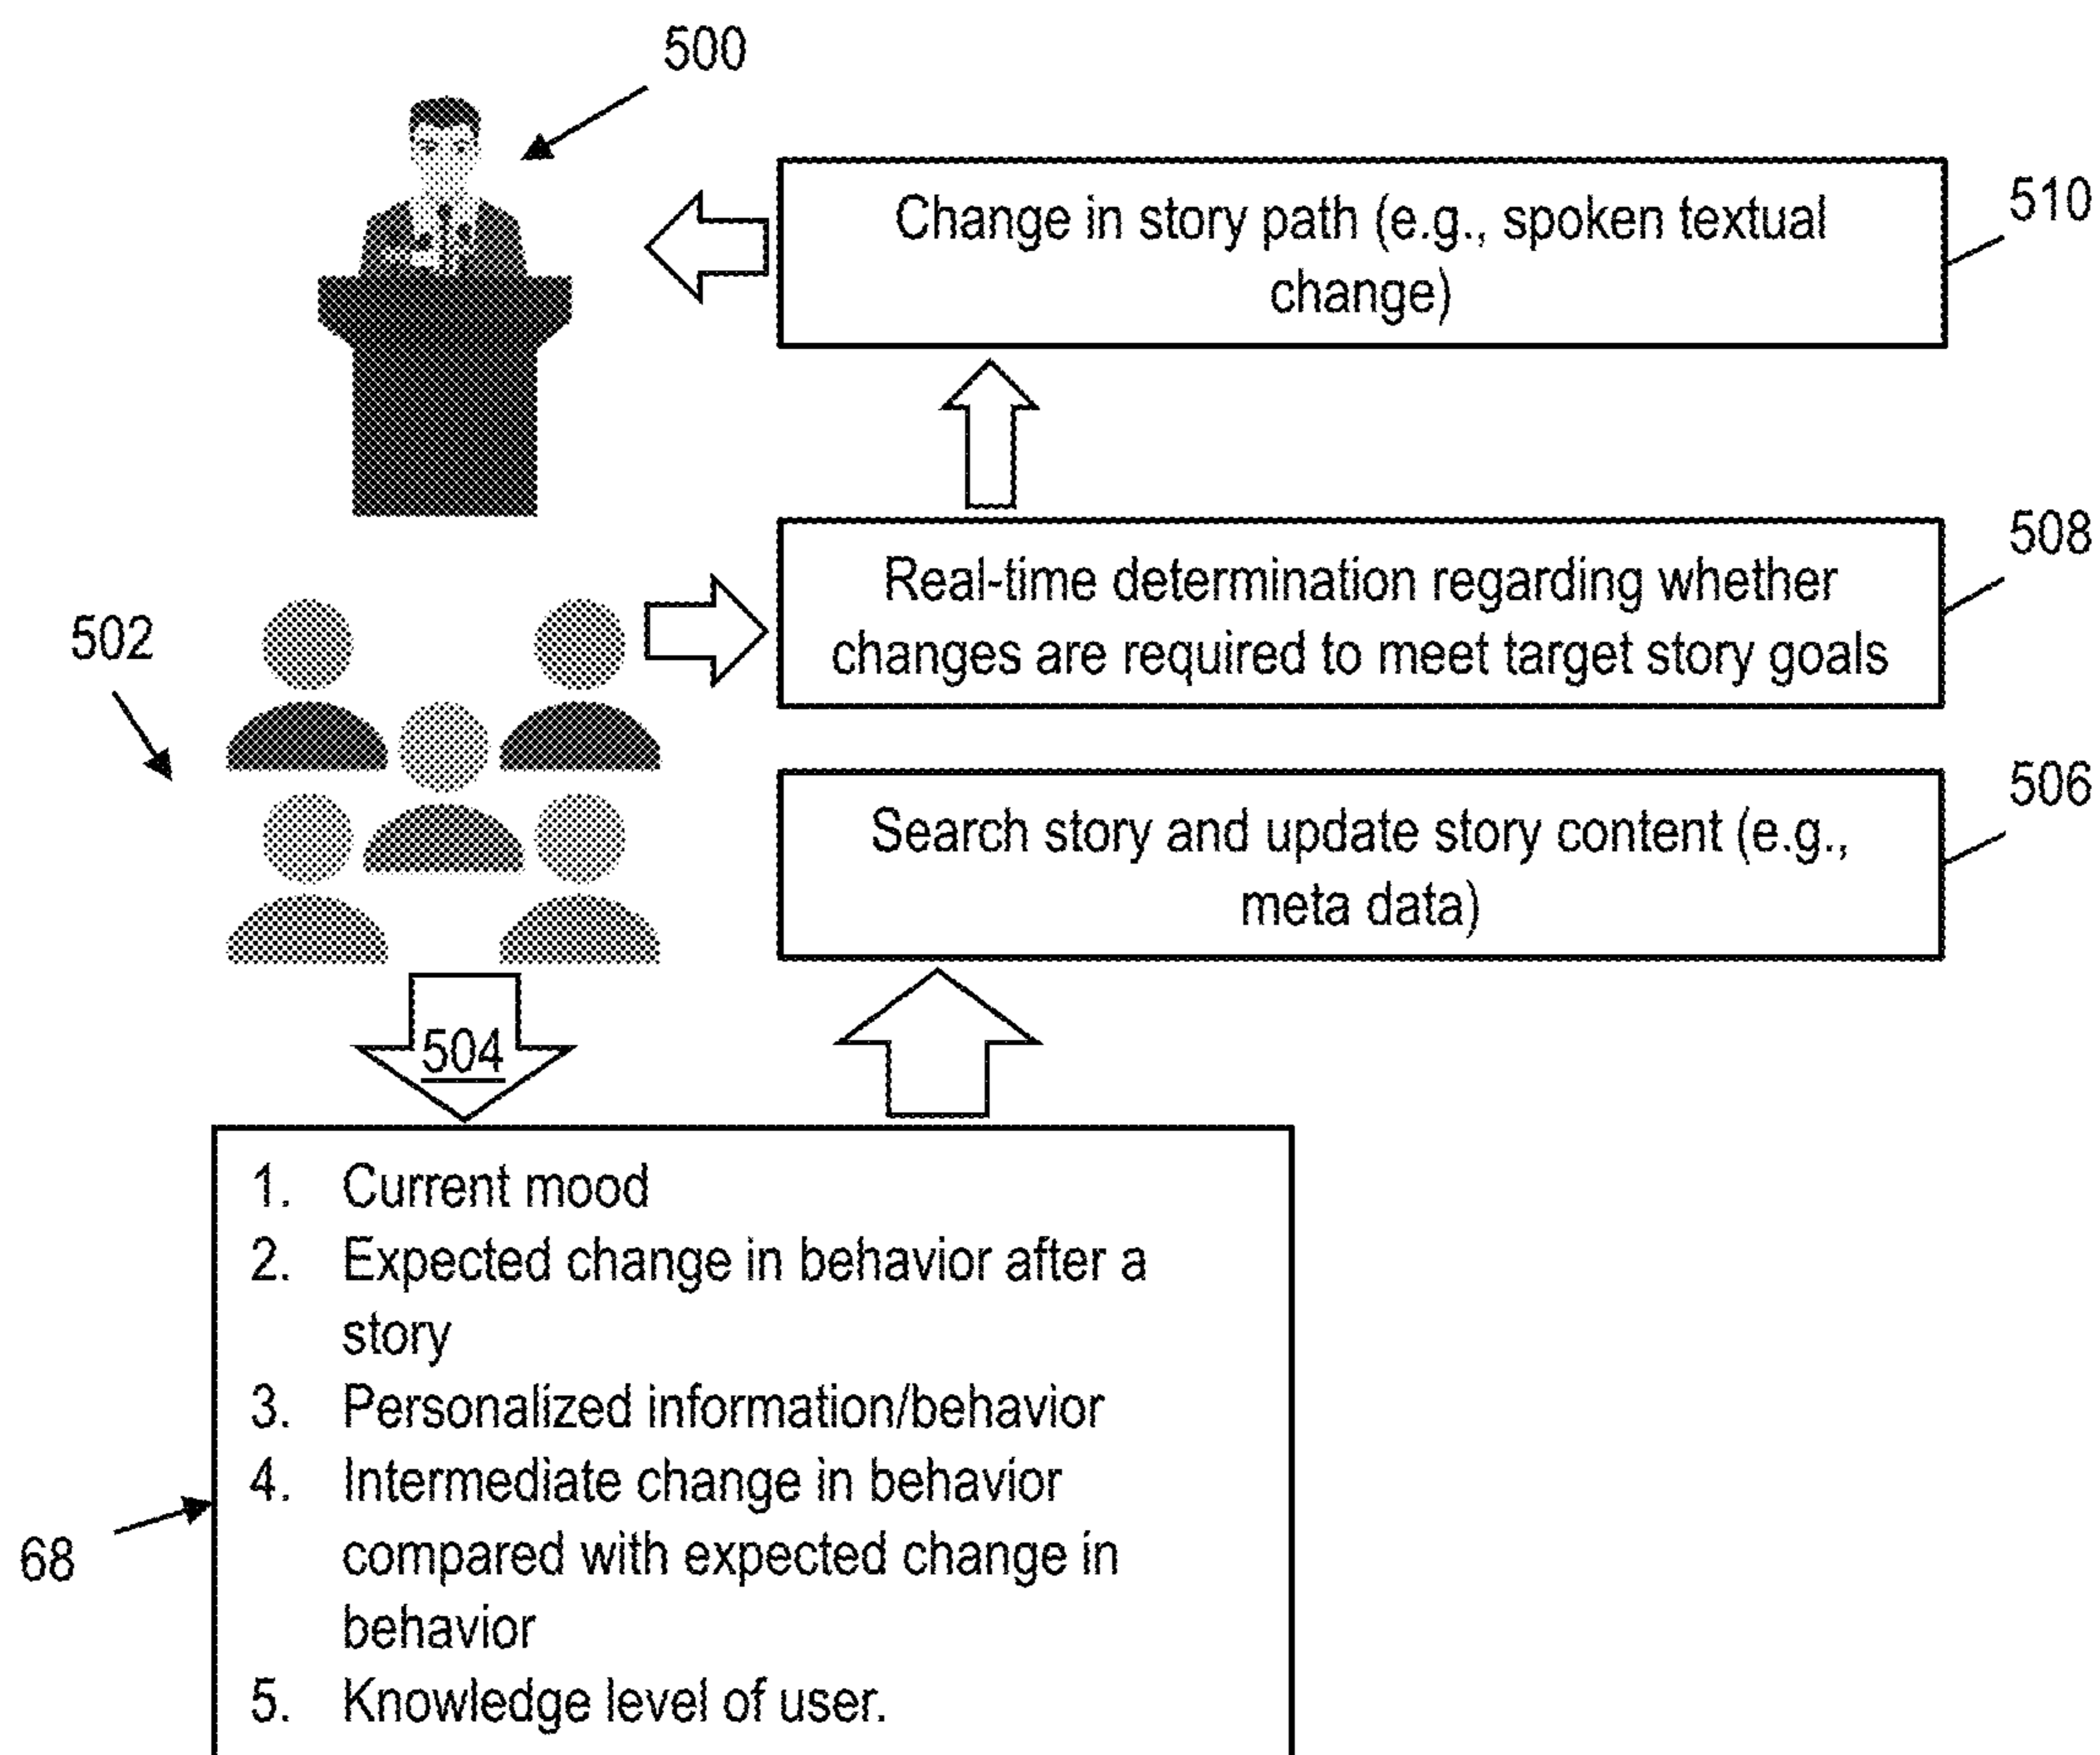 500
Change in story path (e.g., spoken textual
change)
510
Real-time determination regarding whether
changes are required to meet target story goals
508
502
Search story and update story content (e.g.,
meta data)
506
504
1. Current mood
2. Expected change in behavior after a
story
3. Personalized information/behavior
4. Intermediate change in behavior
compared with expected change in
behavior
5. Knowledge level of user.
68